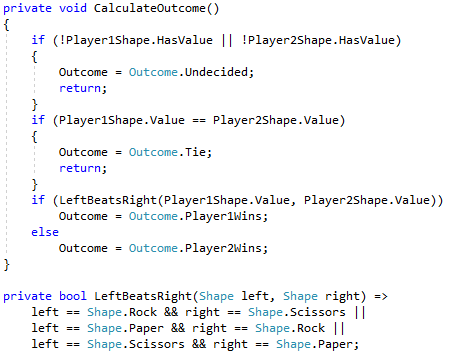 private void CalculateOutcome()
{
    if (!Player1Shape.HasValue || !Player2Shape.HasValue)
    {
        Outcome = Outcome.Undecided;
        return;
    }
    if (Player1Shape.Value == Player2Shape.Value)
    {
        Outcome = Outcome.Tie;
        return;
    }
    if (LeftBeatsRight(Player1Shape.Value, Player2Shape.Value))
        Outcome = Outcome.Player1Wins;
    else
        Outcome = Outcome.Player2Wins;
}

private bool LeftBeatsRight(Shape left, Shape right) =>
    left == Shape.Rock && right == Shape.Scissors ||
    left == Shape.Paper && right == Shape.Rock ||
    left == Shape.Scissors && right == Shape.Paper;